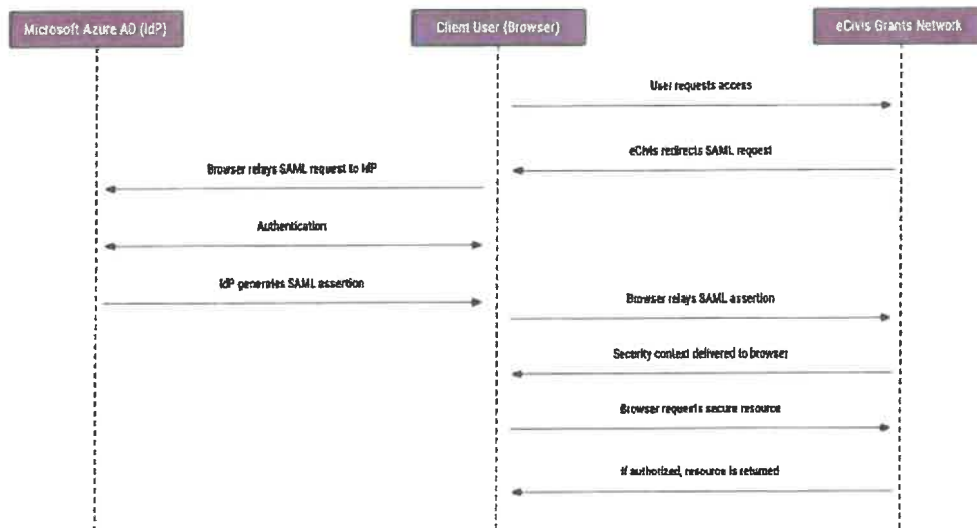 Microsoft Azure AD (IdP)
Client User (Browser)
eCivis Grants Network
User requests access
eCivis redirects SAML request
Browser relays SAML request to IdP
Authentication
IdP generates SAML assertion
Browser relays SAML assertion
Security context delivered to browser
Browser requests secure resource
If authorized, resource is returned